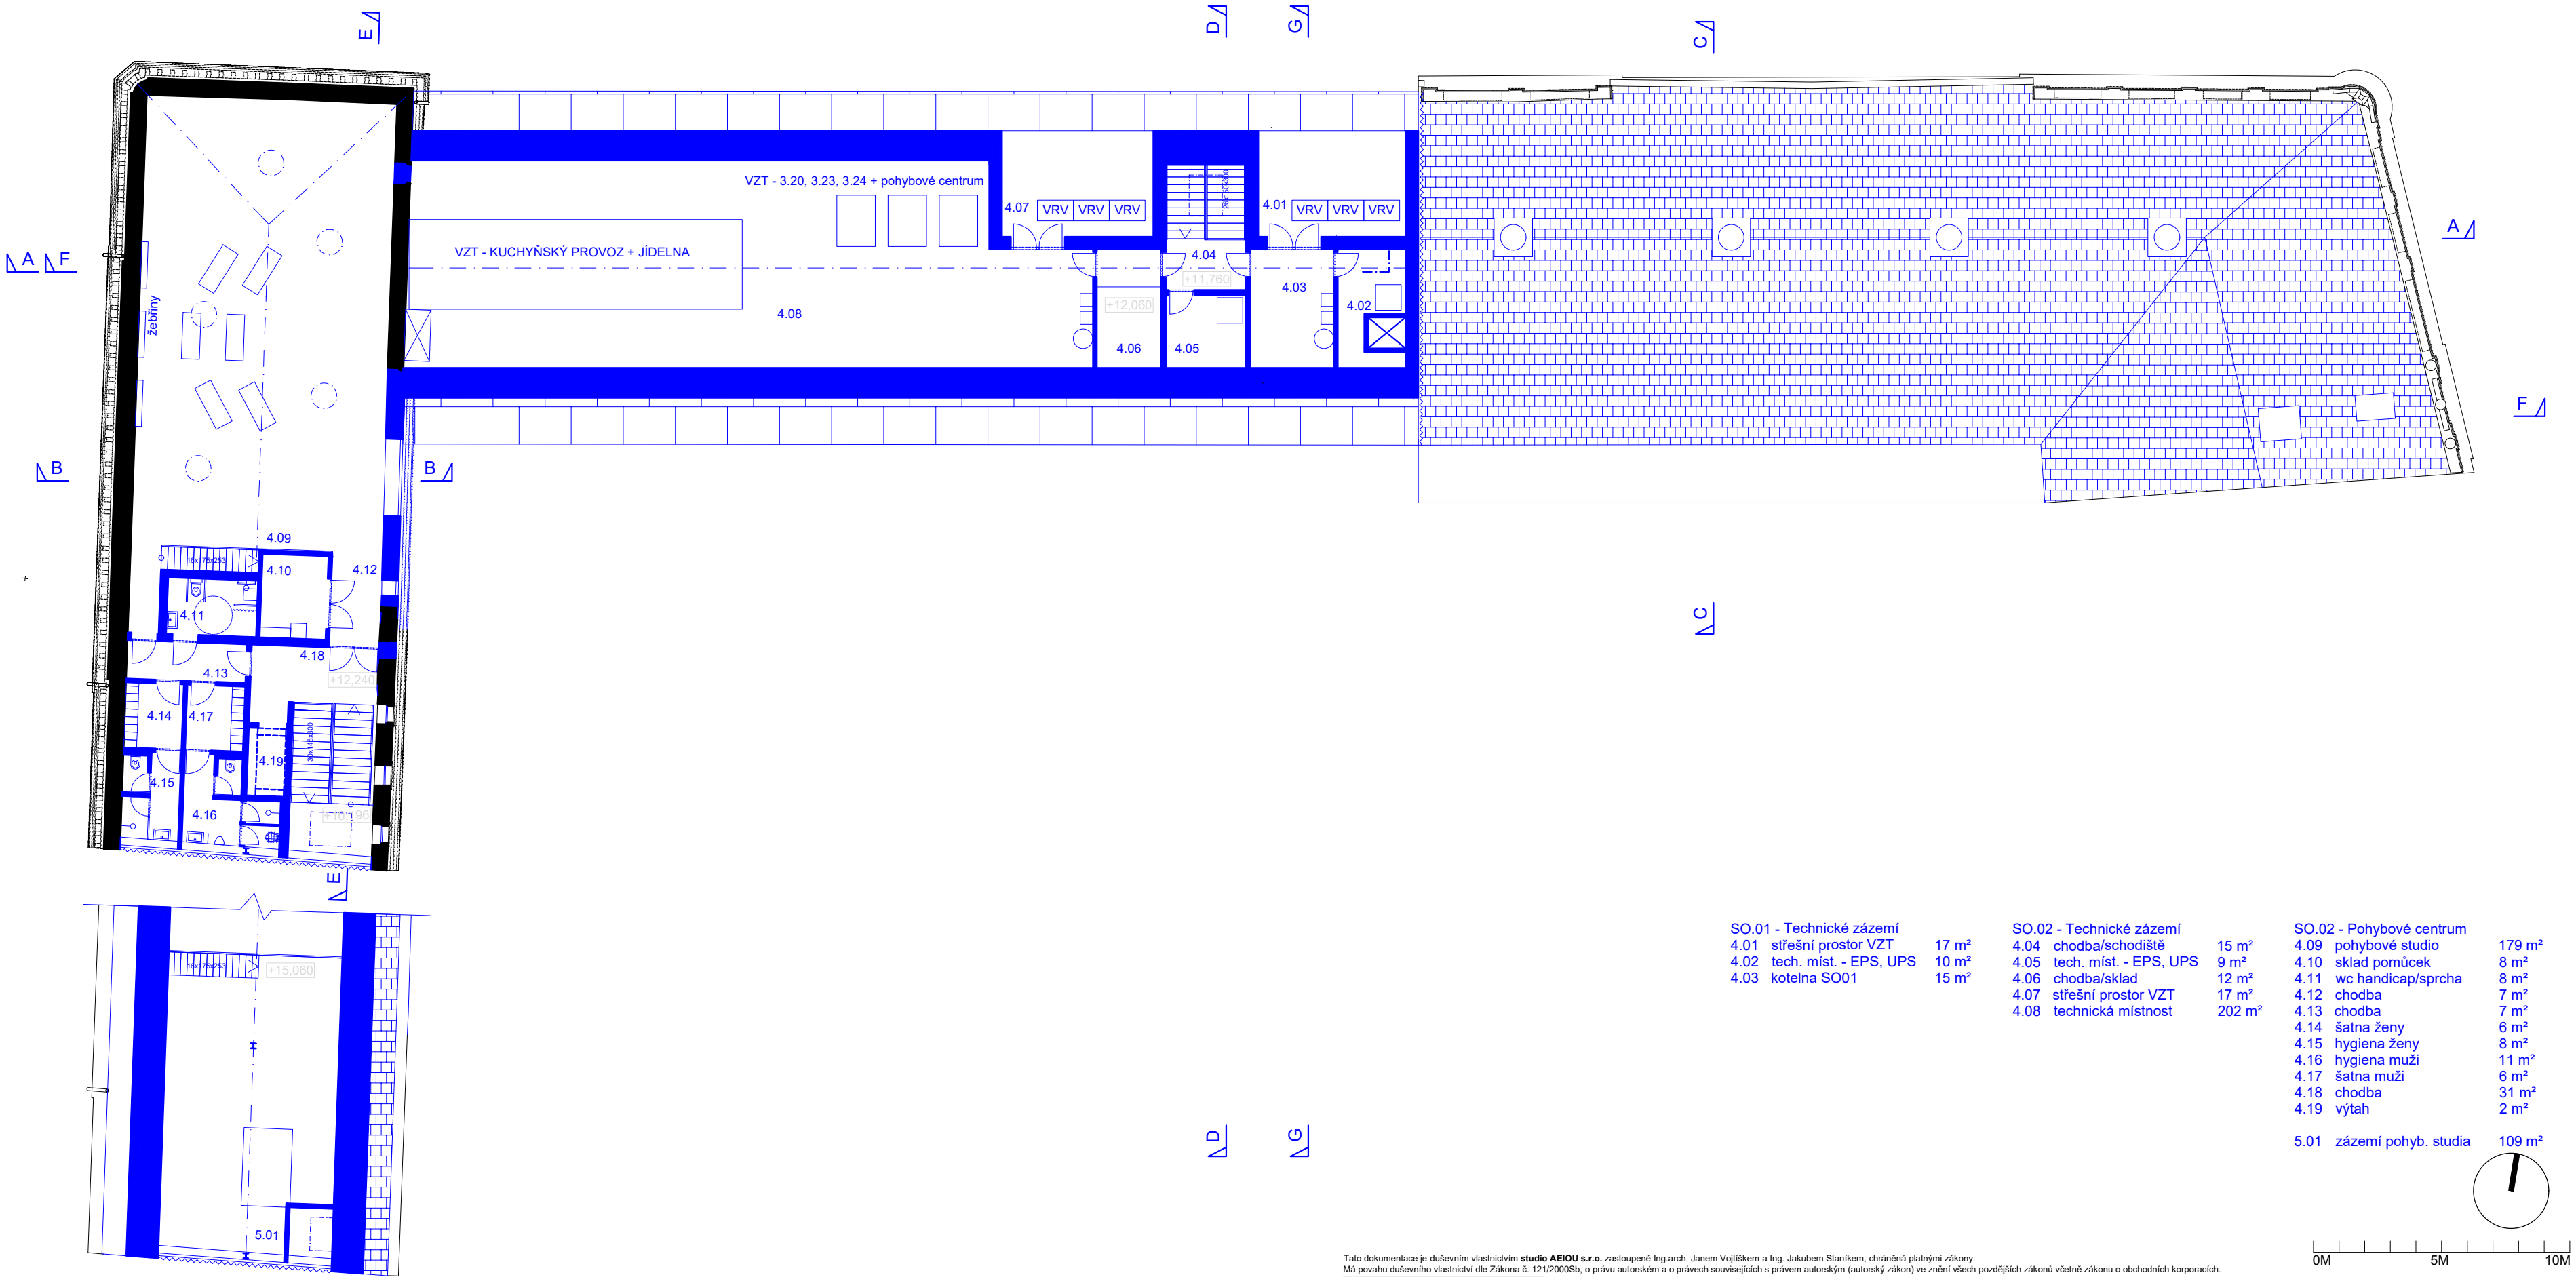 E
D
G
C
VZT - 3.20, 3.23, 3.24 + pohybové centrum
4.07
VRV VRV VRV
26x150x300
4.01
VRV VRV VRV
A
F
A
VZT - KUCHYŇSKÝ PROVOZ + JÍDELNA
4.04
+11,760
4.03
žebřiny
4.08
+12,060
4.02
4.06
4.05
F
B
B
4.09
16x175x253
4.10
4.12
4.11
C
4.18
4.13
+12,240
4.14
4.17
30x145x300
4.19
4.15
4.16
E
+15,060
16x175x253
5.01
D
G
SO.01 - Technické zázemí
4.01 střešní prostor VZT 17 m²
4.02 tech. míst. - EPS, UPS 10 m²
4.03 kotelna SO01 15 m²
SO.02 - Technické zázemí
4.04 chodba/schodiště 15 m²
4.05 tech. míst. - EPS, UPS 9 m²
4.06 chodba/sklad 12 m²
4.07 střešní prostor VZT 17 m²
4.08 technická místnost 202 m²
SO.02 - Pohybové centrum
4.09 pohybové studio 179 m²
4.10 sklad pomůcek 8 m²
4.11 wc handicap/sprcha 8 m²
4.12 chodba 7 m²
4.13 chodba 7 m²
4.14 šatna ženy 6 m²
4.15 hygiena ženy 8 m²
4.16 hygiena muži 11 m²
4.17 šatna muži 6 m²
4.18 chodba 31 m²
4.19 výtah 2 m²
5.01 zázemí pohyb. studia 109 m²
0M 5M 10M
Tato dokumentace je duševním vlastnictvím studio AEIOU s.r.o. zastoupené Ing.arch. Janem Vojtíškem a Ing. Jakubem Staníkem, chráněná platnými zákony.
Má povahu duševního vlastnictví dle Zákona č. 121/2000Sb, o právu autorském a o právech souvisejících s právem autorským (autorský zákon) ve znění všech pozdějších zákonů včetně zákonu o obchodních korporacích.